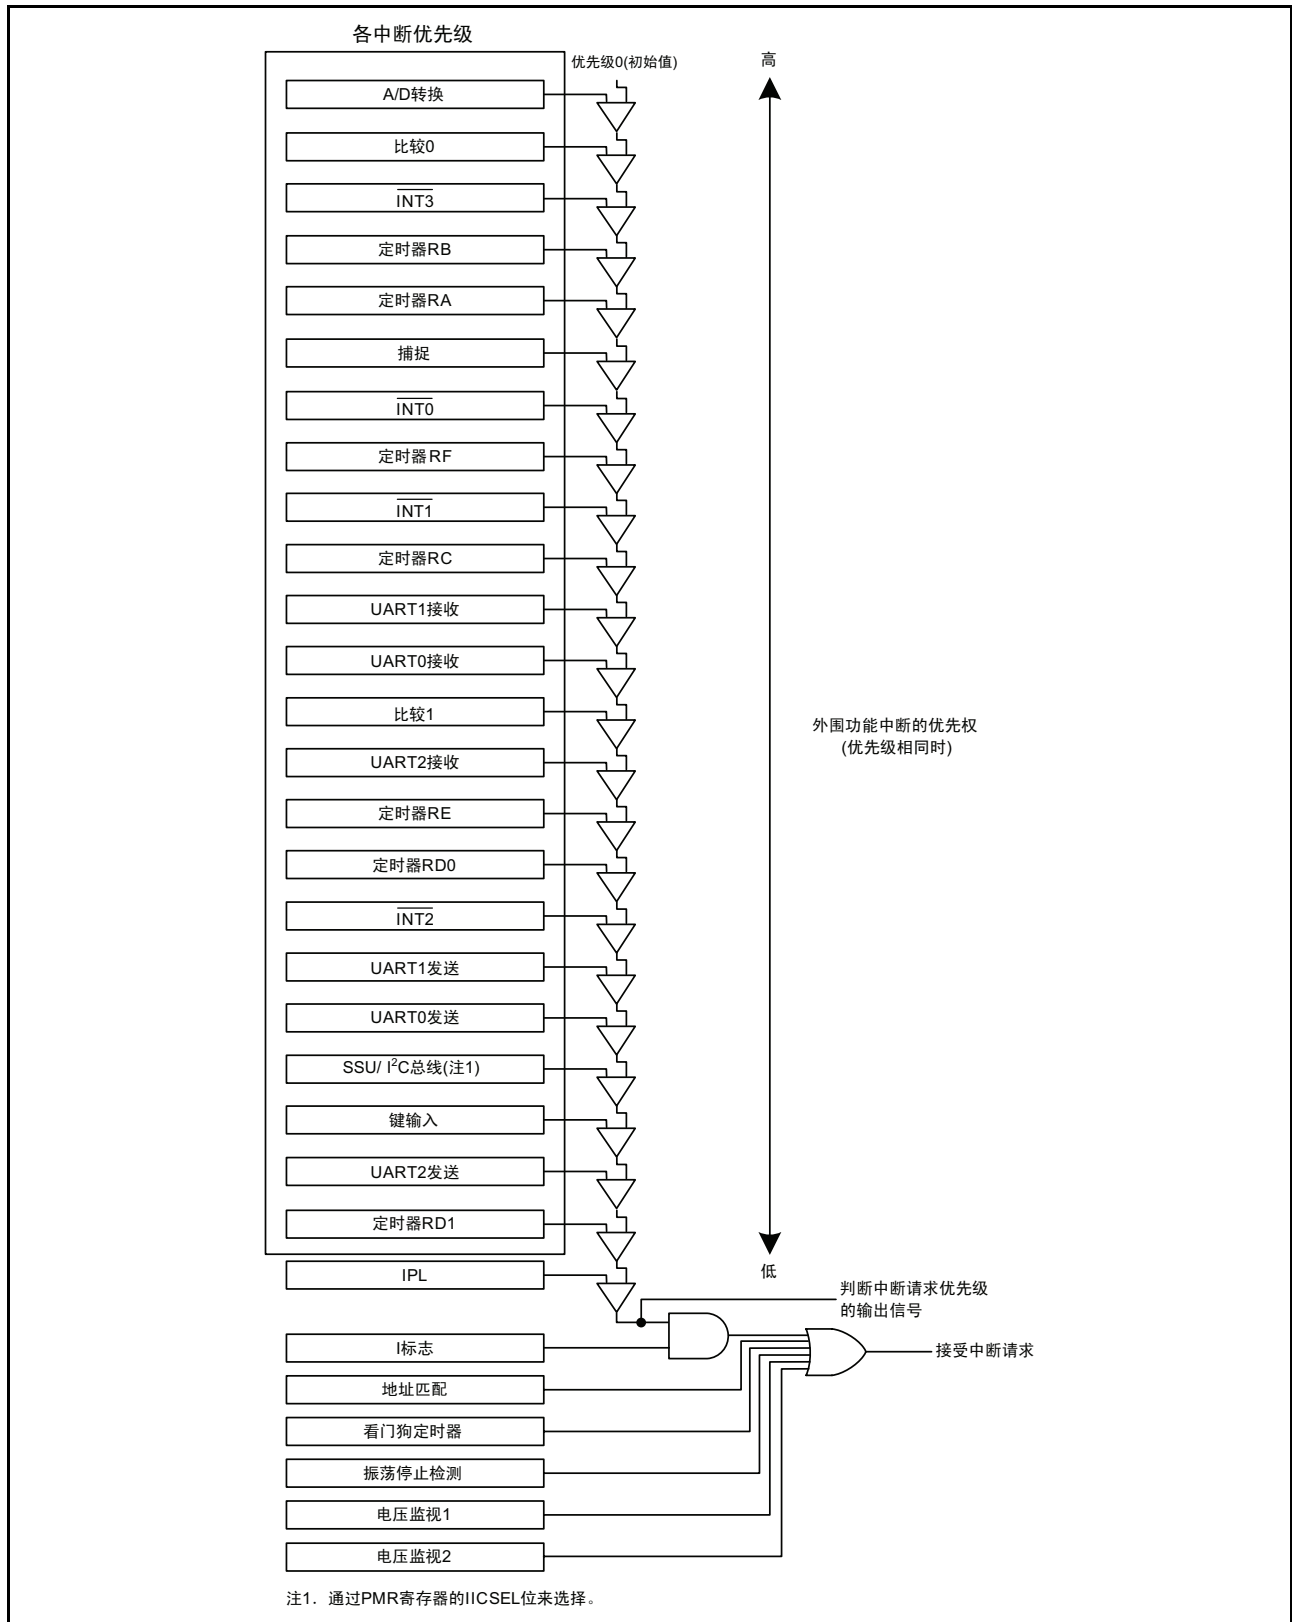 各中断优先级
优先级0(初始值)
高
A/D转换
比较0
INT3
定时器RB
定时器RA
捕捉
INT0
定时器RF
INT1
定时器RC
UART1接收
UART0接收
比较1
外围功能中断的优先权
(优先级相同时)
UART2接收
定时器RE
定时器RD0
INT2
UART1发送
UART0发送
SSU/ I²C总线(注1)
键输入
UART2发送
定时器RD1
低
IPL
判断中断请求优先级
的输出信号
I标志
接受中断请求
地址匹配
看门狗定时器
振荡停止检测
电压监视1
电压监视2
注1. 通过PMR寄存器的IICSEL位来选择。